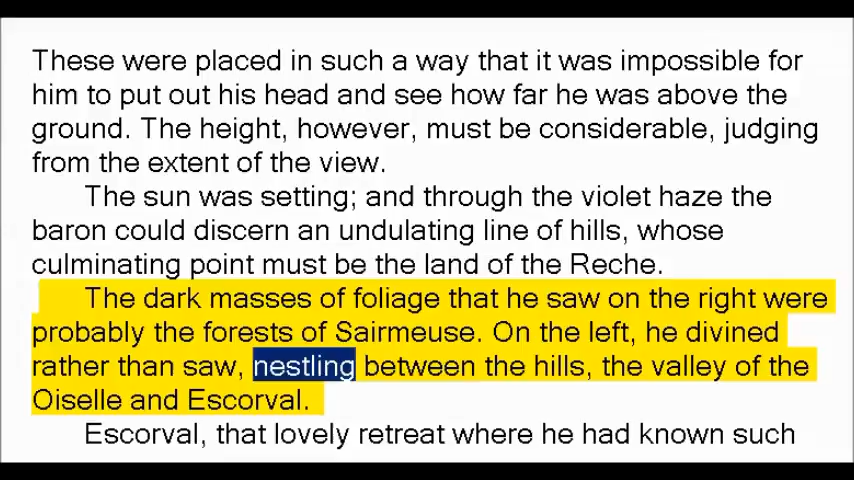 These were placed in such a way that it was impossible for
him to put out his head and see how far he was above the
ground. The height, however, must be considerable, judging
from the extent of the view.
The sun was setting; and through the violet haze the
baron could discern an undulating line of hills, whose
culminating point must be the land of the Reche.
The dark masses of foliage that he saw on the right were
probably the forests of Sairmeuse. On the left, he divined
rather than saw, nestling between the hills, the valley of the
Oiselle and Escorval.
Escorval, that lovely retreat where he had known such